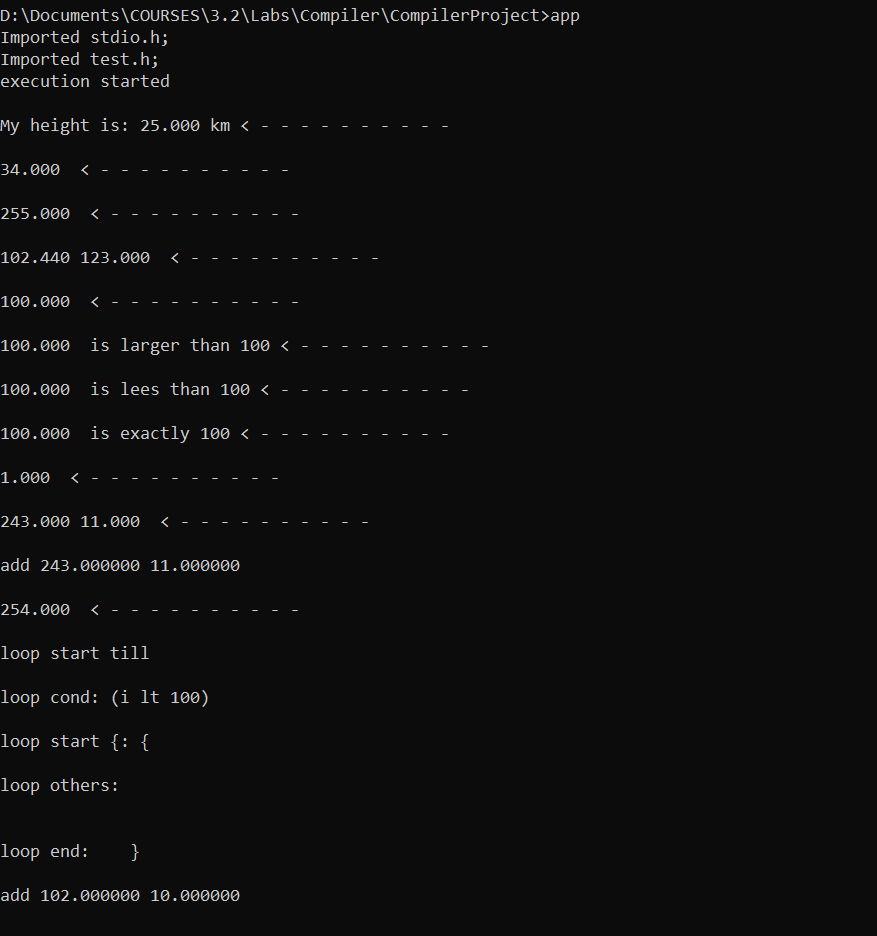 D:\Documents\COURSES\3.2\Labs\Compiler\CompilerProject>app
Imported stdio.h;
Imported test.h;
execution started
My height is: 25.000 km < - - - - - - - - - -
34.000  < - - - - - - - - - -
255.000  < - - - - - - - - - -
102.440 123.000  < - - - - - - - - - -
100.000  < - - - - - - - - - -
100.000  is larger than 100 < - - - - - - - - - -
100.000  is lees than 100 < - - - - - - - - - -
100.000  is exactly 100 < - - - - - - - - - -
1.000  < - - - - - - - - - -
243.000 11.000  < - - - - - - - - - -
add 243.000000 11.000000
254.000  < - - - - - - - - - -
loop start till
loop cond: (i lt 100)
loop start {: {
loop others:
loop end:    }
add 102.000000 10.000000